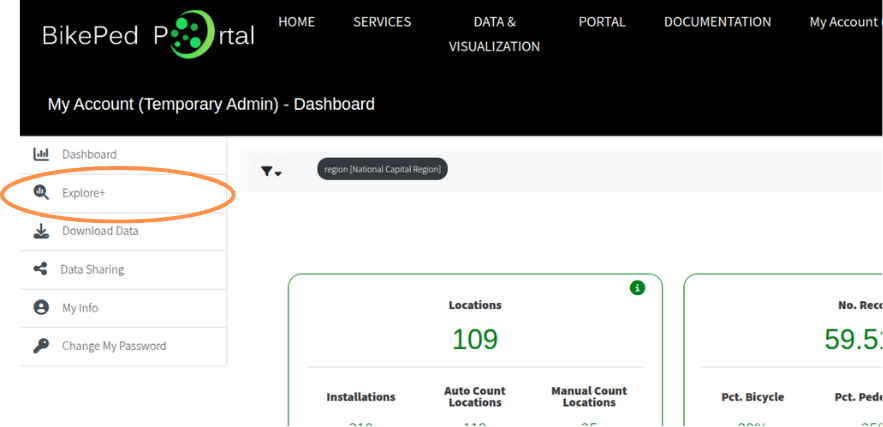 BikePed Portal
HOME
SERVICES
DATA &
VISUALIZATION
PORTAL
DOCUMENTATION
My Account
My Account (Temporary Admin) - Dashboard
Dashboard
Explore+
Download Data
Data Sharing
My Info
Change My Password
region [National Capital Region]
Locations
109
Installations
Auto Count
Locations
Manual Count
Locations
No.
59.5
Pct. Bicycle
Pct.